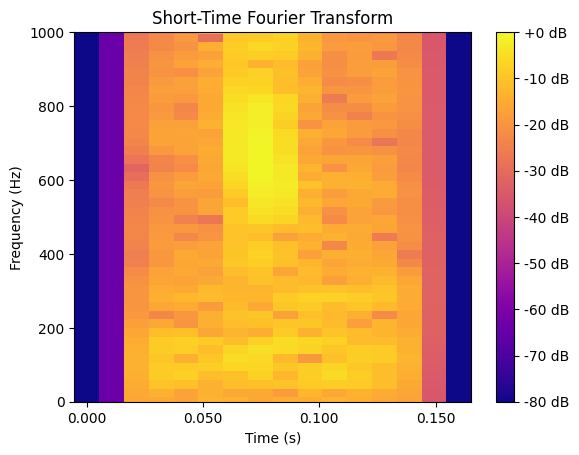 Short-Time Fourier Transform
1000
800
600
400
200
0
Frequency (Hz)
0.000
0.050
0.100
0.150
Time (s)
+0 dB
-10 dB
-20 dB
-30 dB
-40 dB
-50 dB
-60 dB
-70 dB
-80 dB